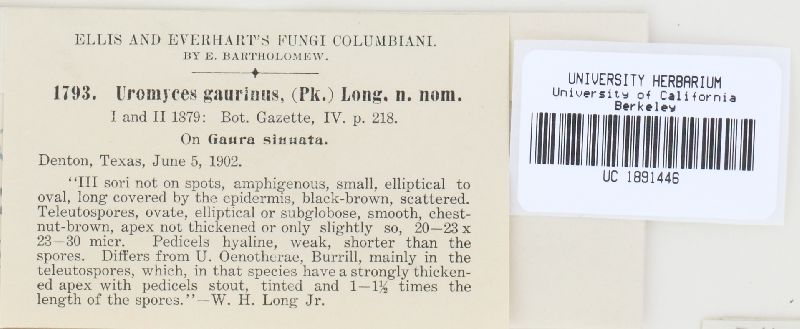 ELLIS AND EVERHART'S FUNGI COLUMBIANI.
BY E. BARTHOLOMEW.
1793. Uromyces gaurinus, (Pk.) Long. n. nom.
I and II 1879: Bot. Gazette, IV. p. 218.
On Gaura sinuata.
Denton, Texas, June 5, 1902.
"III sori not on spots, amphigenous, small, elliptical to
oval, long covered by the epidermis, black-brown, scattered.
Teleutospores, ovate, elliptical or subglobose, smooth, chest-
nut-brown, apex not thickened or only slightly so, 20—23 x
23—30 micr. Pedicels hyaline, weak, shorter than the
spores. Differs from U. Oenotherae, Burrill, mainly in the
teleutospores, which, in that species have a strongly thicken-
ed apex with pedicels stout, tinted and 1—1½ times the
length of the spores."—W. H. Long Jr.
UNIVERSITY HERBARIUM
University of California
Berkeley
UC 1891446